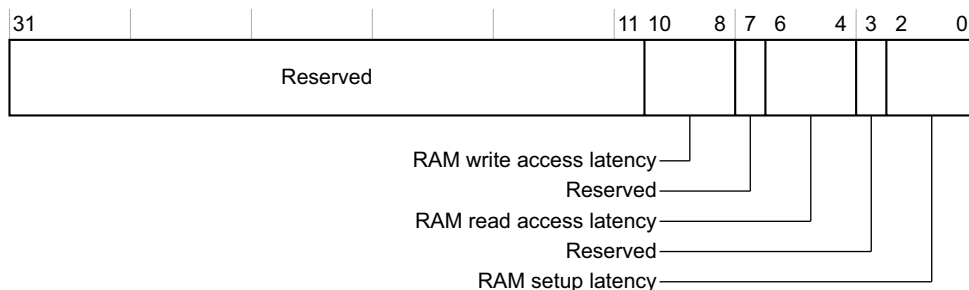 31 11 10 8 7 6 4 3 2 0
Reserved
RAM write access latency
Reserved
RAM read access latency
Reserved
RAM setup latency